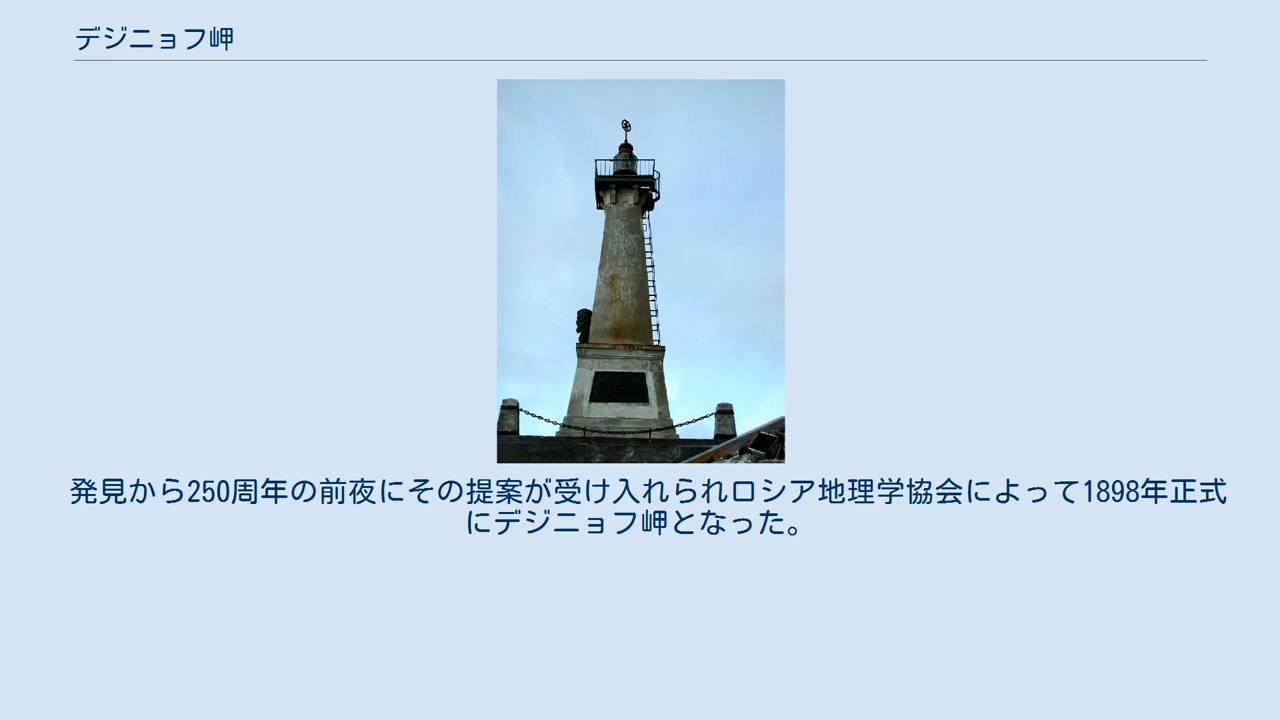 デジニョフ岬
発見から250周年の前夜にその提案が受け入れられロシア地理学協会によって1898年正式
にデジニョフ岬となった。